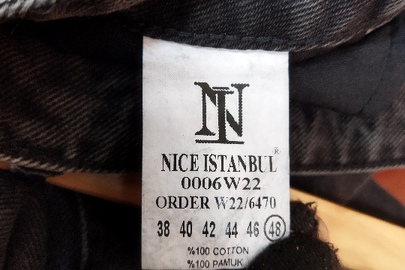 NI
NICE ISTANBUL
®
0006W22
ORDER W22/6470
38 40 42 44 46 48
%100 COTTON
%100 PAMUK